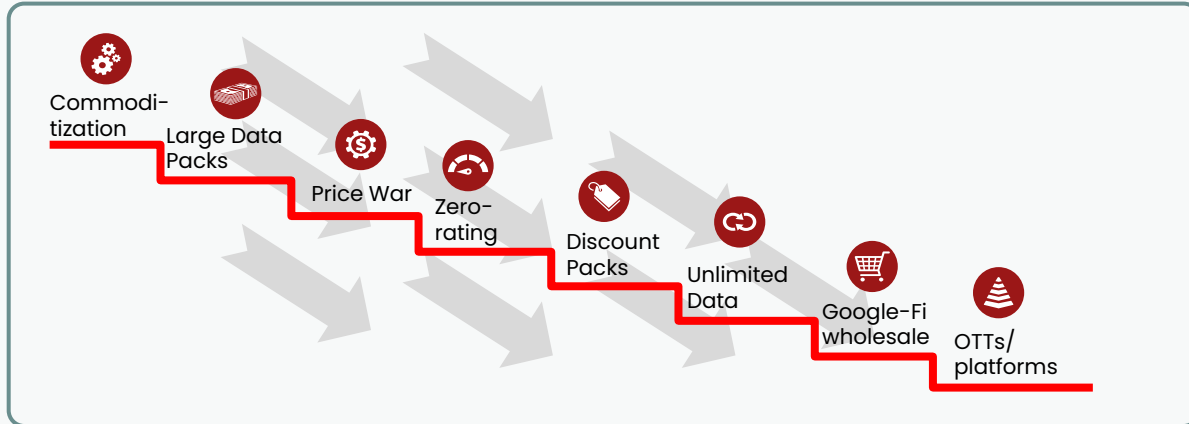 Commodi-
tization
Large Data
Packs
Price War
Zero-
rating
Discount
Packs
Unlimited
Data
Google-Fi
wholesale
OTTs/
platforms